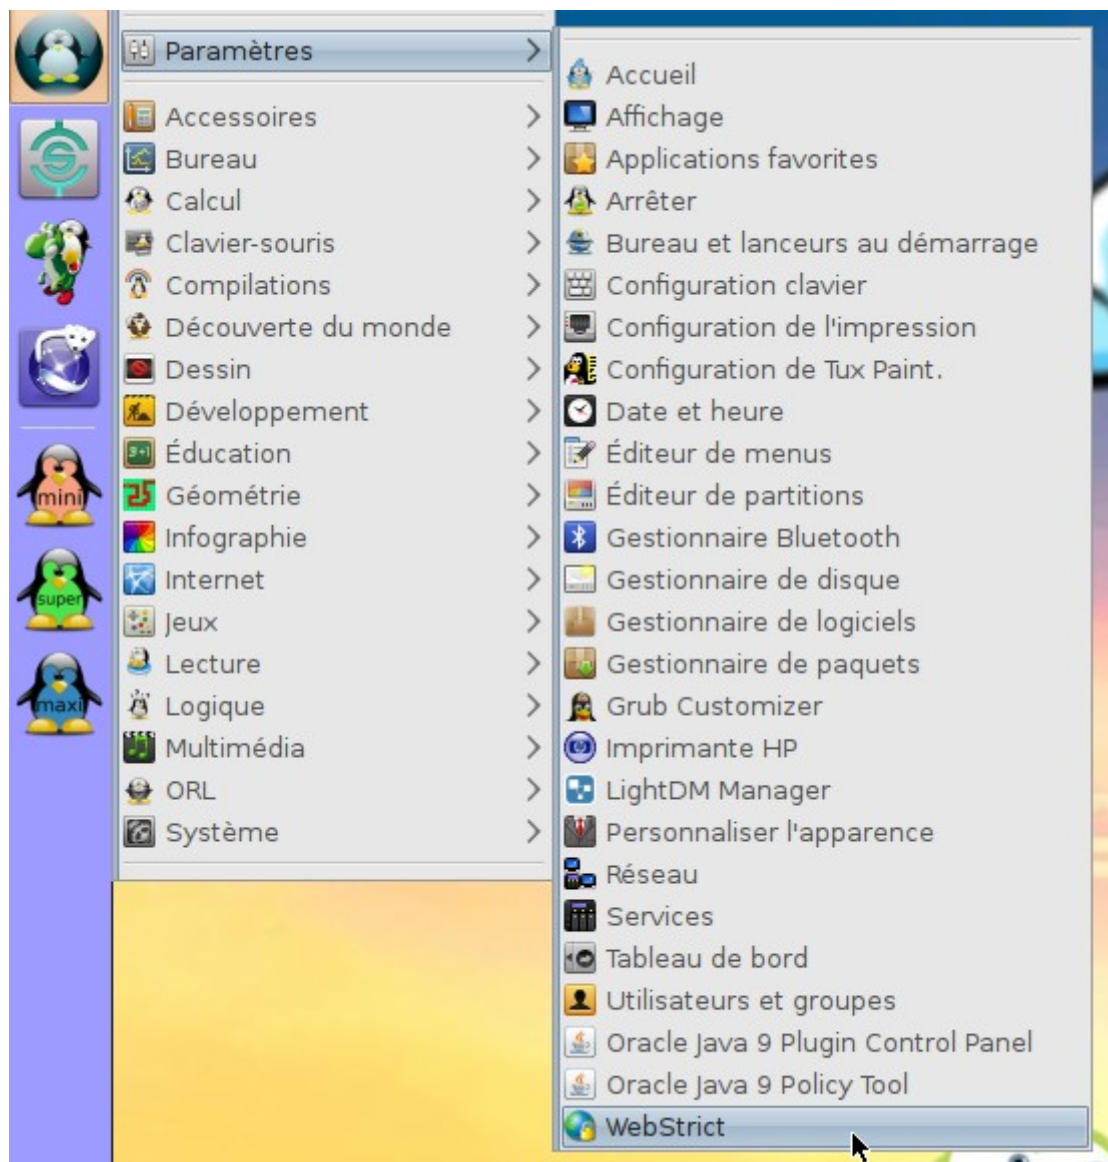 Paramètres
Accessoires
Bureau
Calcul
Clavier-souris
Compilations
Découverte du monde
Dessin
Développement
Éducation
Géométrie
Infographie
Internet
Jeux
Lecture
Logique
Multimédia
ORL
Système
mini
super
maxi
Accueil
Affichage
Applications favorites
Arrêter
Bureau et lanceurs au démarrage
Configuration clavier
Configuration de l'impression
Configuration de Tux Paint.
Date et heure
Éditeur de menus
Éditeur de partitions
Gestionnaire Bluetooth
Gestionnaire de disque
Gestionnaire de logiciels
Gestionnaire de paquets
Grub Customizer
Imprimante HP
LightDM Manager
Personnaliser l'apparence
Réseau
Services
Tableau de bord
Utilisateurs et groupes
Oracle Java 9 Plugin Control Panel
Oracle Java 9 Policy Tool
WebStrict